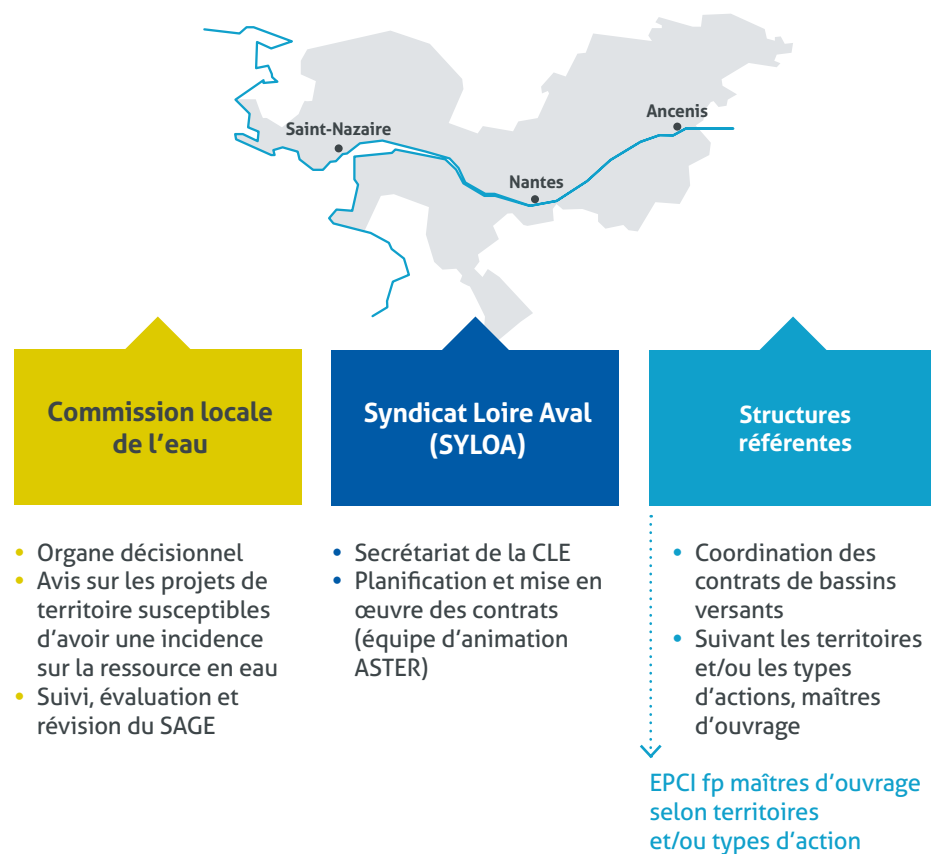 Ancenis
Saint-Nazaire
Nantes
Commission locale
de l’eau
• Organe décisionnel
• Avis sur les projets de
territoire susceptibles
d’avoir une incidence
sur la ressource en eau
• Suivi, évaluation et
révision du SAGE
Syndicat Loire Aval
(SYLOA)
• Secrétariat de la CLE
• Planification et mise en
œuvre des contrats
(équipe d’animation
ASTER)
Structures
référentes
• Coordination des
contrats de bassins
versants
• Suivant les territoires
et/ou les types
d’actions, maîtres
d’ouvrage
EPCI fp maîtres d’ouvrage
selon territoires
et/ou types d’action